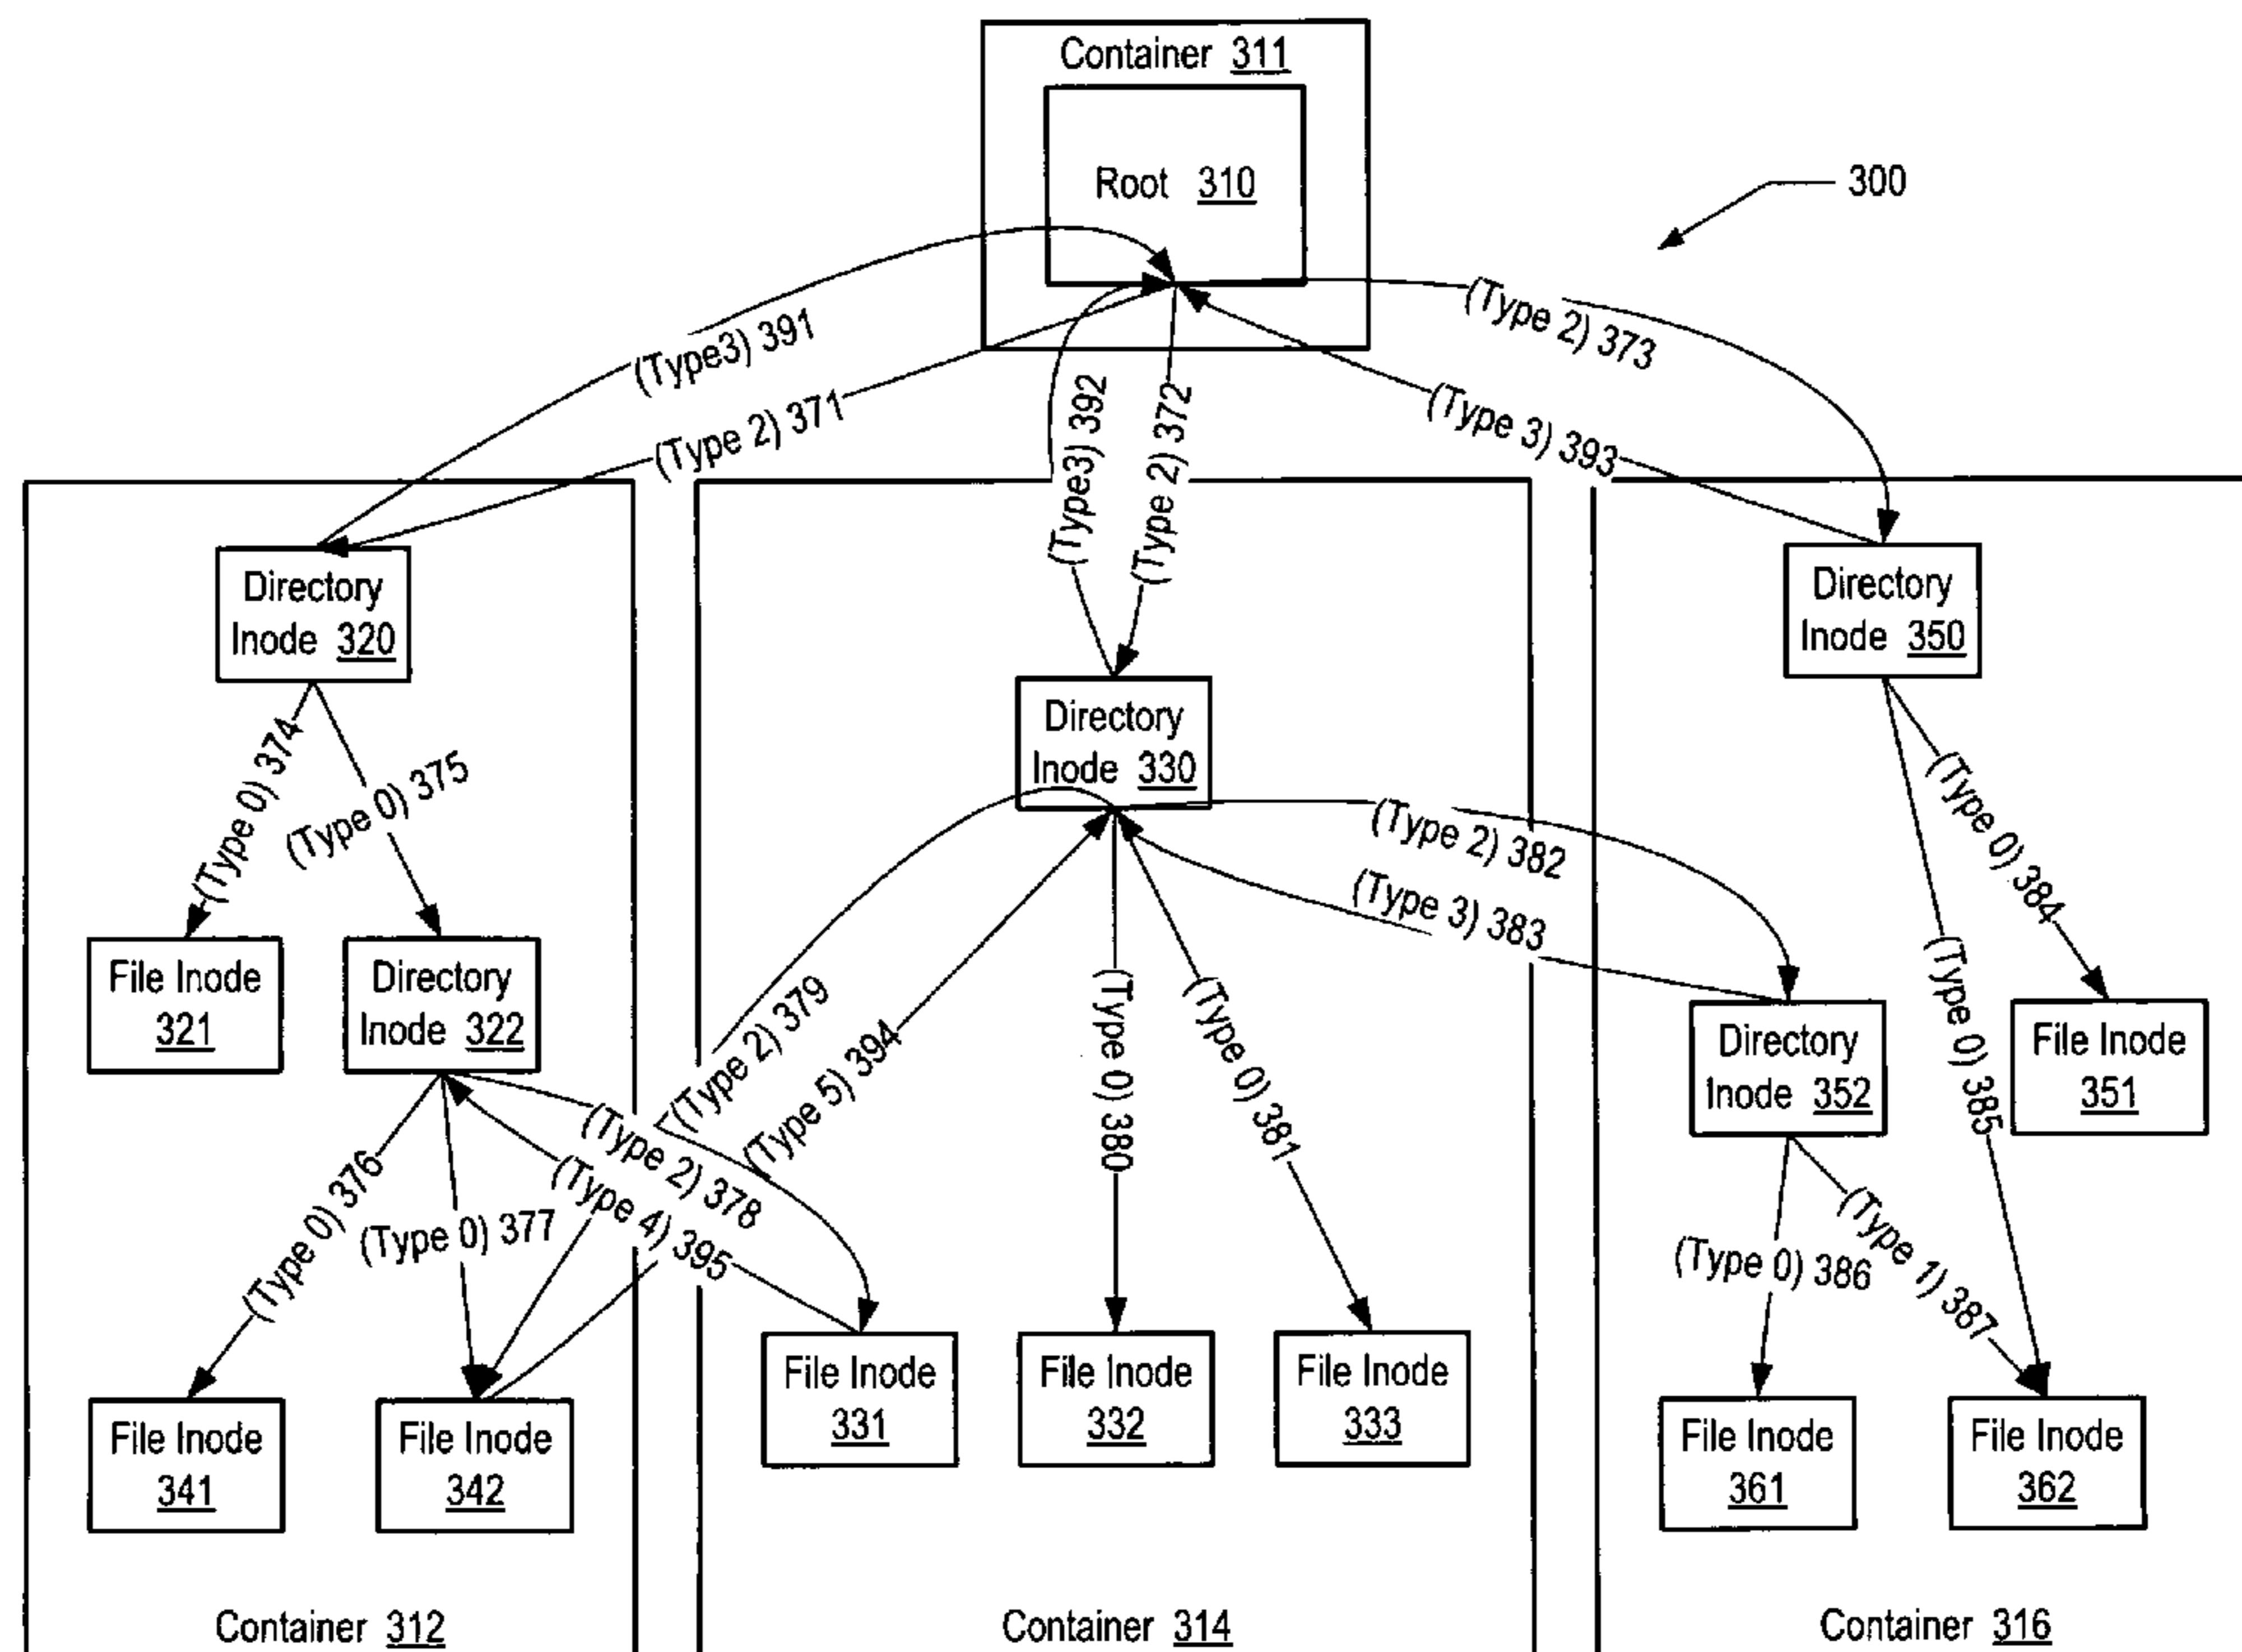 Container 311
Root 310
300
(Type3) 391
(Type 2) 371
(Type3) 392
(Type 2) 372
(Type 2) 373
(Type 3) 393
Directory
Inode 320
Directory
Inode 330
Directory
Inode 350
(Type 0) 374
(Type 0) 375
(Type 2) 382
(Type 3) 383
(Type 0) 384
(Type 0) 385
File Inode
321
Directory
Inode 322
(Type 2) 379
(Type 5) 394
(Type 0) 380
(Type 0) 381
Directory
Inode 352
File Inode
351
(Type 0) 376
(Type 0) 377
(Type 2) 378
(Type 4) 395
(Type 0) 386
(Type 1) 387
File Inode
341
File Inode
342
File Inode
331
File Inode
332
File Inode
333
File Inode
361
File Inode
362
Container 312
Container 314
Container 316